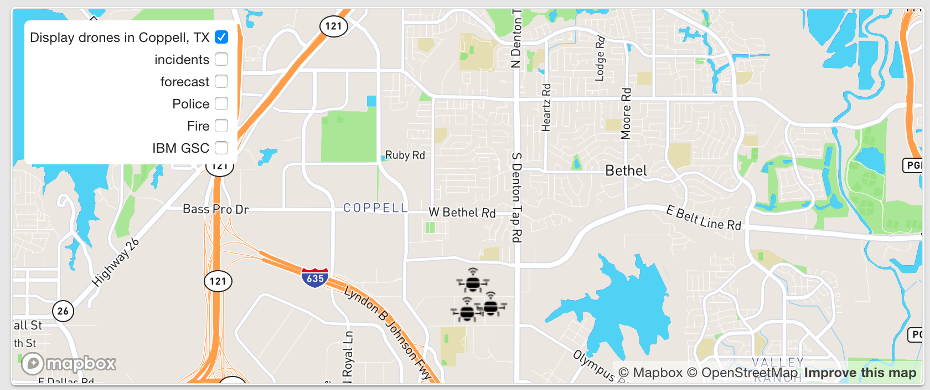 Display drones in Coppell, TX
incidents
forecast
Police
Fire
IBM GSC
121
N Denton T
Lodge Rd
Heartz Rd
Moore Rd
Ruby Rd
121
Bethel
PG
S Denton Tap Rd
Bass Pro Dr
COPPELL
W Bethel Rd
E Belt Line Rd
Highway 26
121
635
Lyndon B Johnson Fwy
26
all St
th St
N Royal Ln
Olympus
VALLEY
RANCH
E Dallas Rd
mapbox
© Mapbox © OpenStreetMap Improve this map